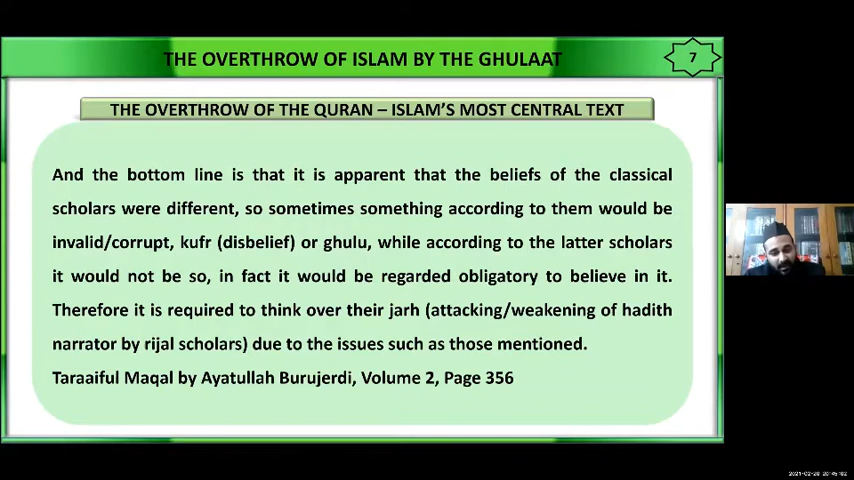 THE OVERTHROW OF ISLAM BY THE GHULAAT
7
THE OVERTHROW OF THE QURAN – ISLAM'S MOST CENTRAL TEXT
And the bottom line is that it is apparent that the beliefs of the classical
scholars were different, so sometimes something according to them would be
invalid/corrupt, kufr (disbelief) or ghulu, while according to the latter scholars
it would not be so, in fact it would be regarded obligatory to believe in it.
Therefore it is required to think over their jarh (attacking/weakening of hadith
narrator by rijal scholars) due to the issues such as those mentioned.
Taraaiful Maqal by Ayatullah Burujerdi, Volume 2, Page 356